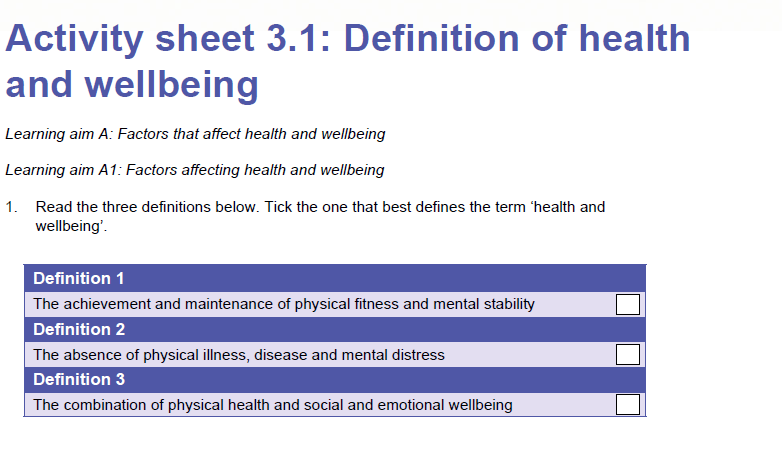 Activity sheet 3.1: Definition of health
and wellbeing
Learning aim A: Factors that affect health and wellbeing
Learning aim A1: Factors affecting health and wellbeing
1. Read the three definitions below. Tick the one that best defines the term ‘health and
wellbeing’.
Definition 1
The achievement and maintenance of physical fitness and mental stability
Definition 2
The absence of physical illness, disease and mental distress
Definition 3
The combination of physical health and social and emotional wellbeing